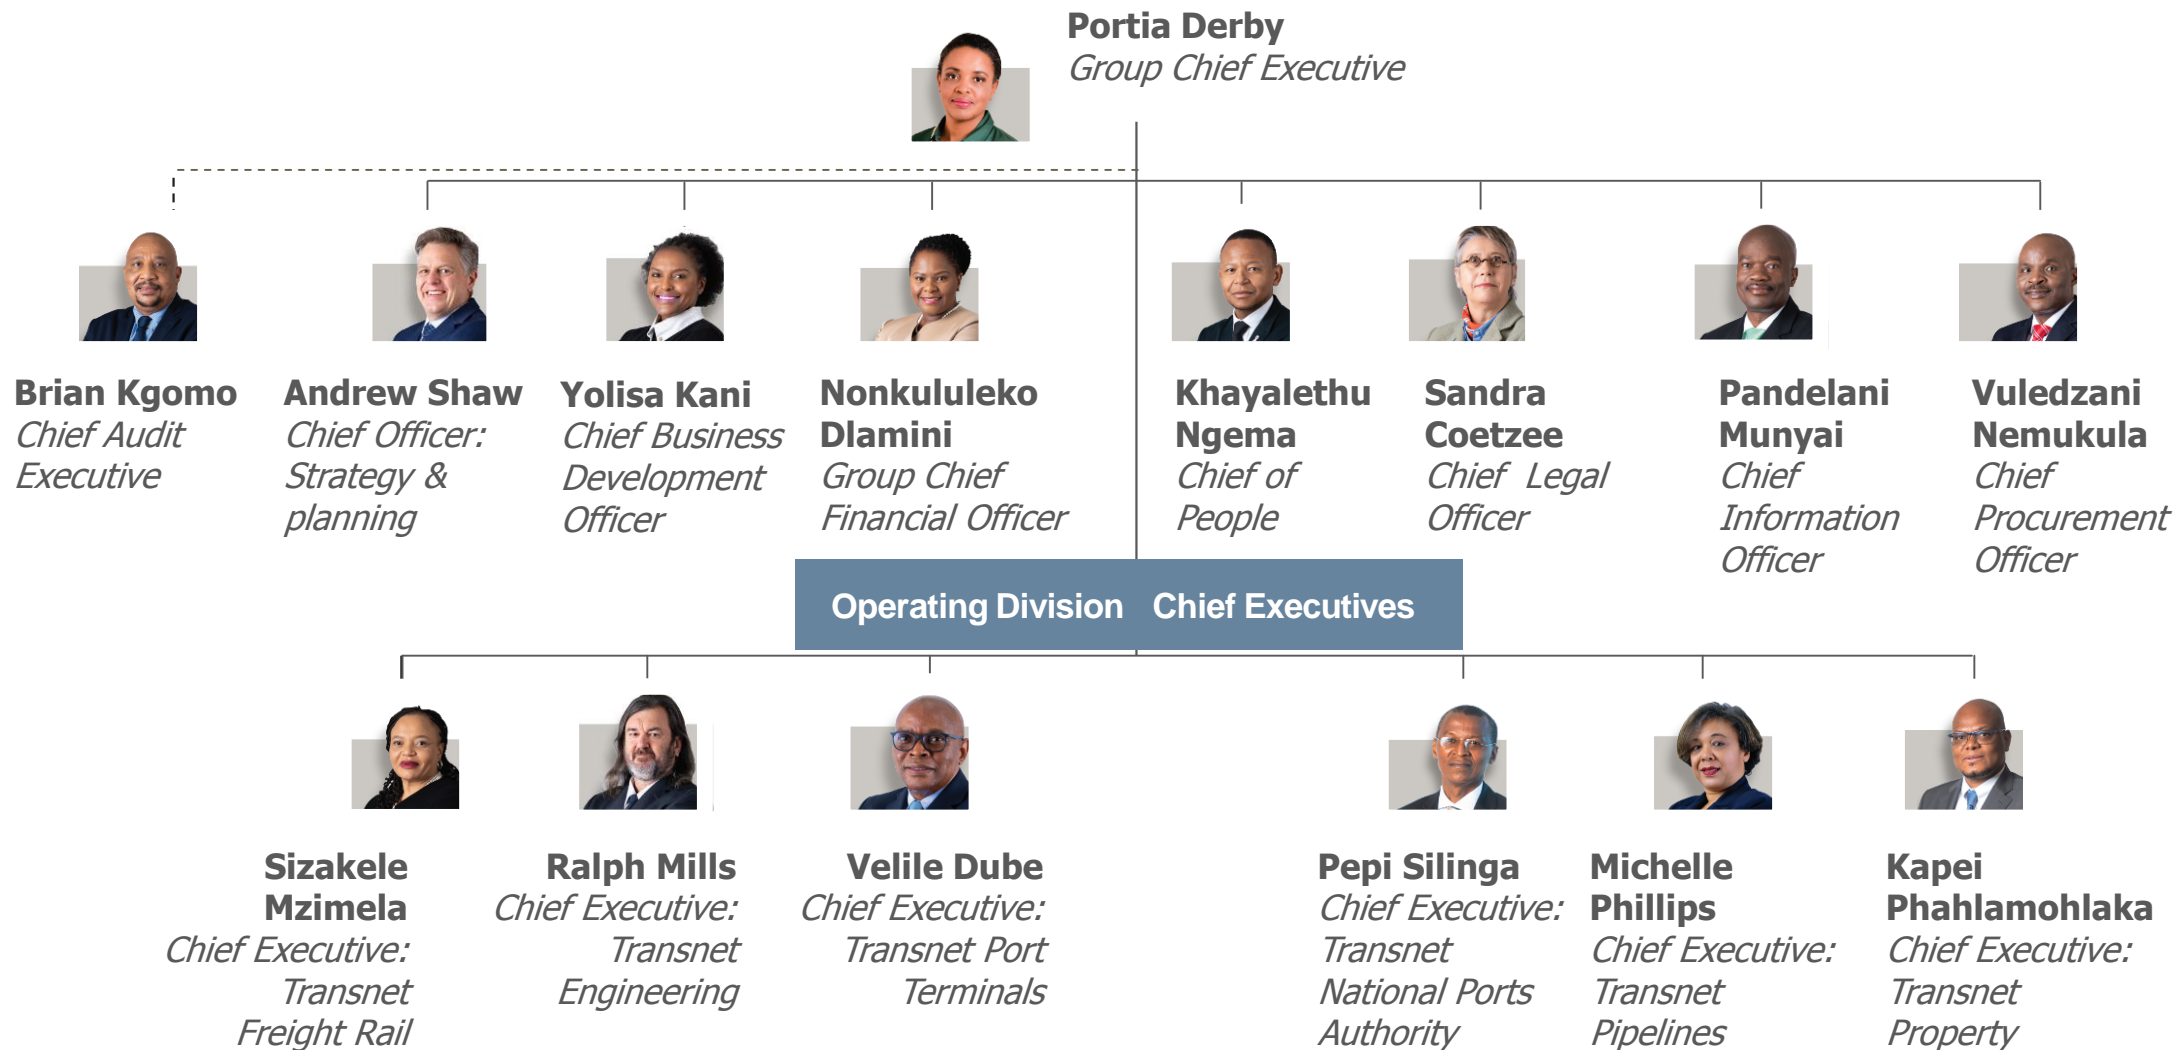 Portia Derby
Group Chief Executive
Brian Kgomo
Chief Audit
Executive
Andrew Shaw
Chief Officer:
Strategy &
planning
Yolisa Kani
Chief Business
Development
Officer
Nonkululeko
Dlamini
Group Chief
Financial Officer
Khayalethu
Ngema
Chief of
People
Sandra
Coetzee
Chief Legal
Officer
Pandelani
Munyai
Chief
Information
Officer
Vuledzani
Nemukula
Chief
Procurement
Officer
Operating Division Chief Executives
Sizakele
Mzimela
Chief Executive:
Transnet
Freight Rail
Ralph Mills
Chief Executive:
Transnet
Engineering
Velile Dube
Chief Executive:
Transnet Port
Terminals
Pepi Silinga
Chief Executive:
Transnet
National Ports
Authority
Michelle
Phillips
Chief Executive:
Transnet
Pipelines
Kapei
Phahlamohlaka
Chief Executive:
Transnet
Property